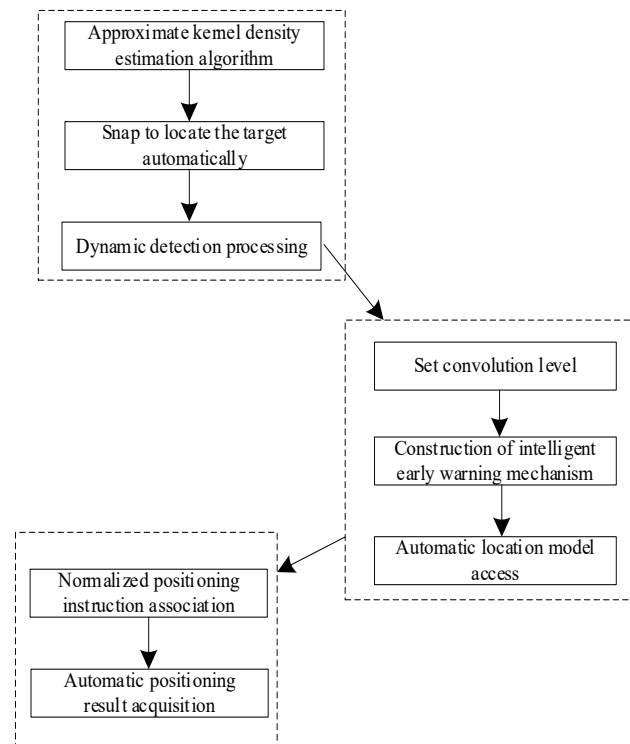 Approximate kernel density
estimation algorithm
Snap to locate the target
automatically
Dynamic detection processing
Set convolution level
Construction of intelligent
early warning mechanism
Automatic location model
access
Normalized positioning
instruction association
Automatic positioning
result acquisition